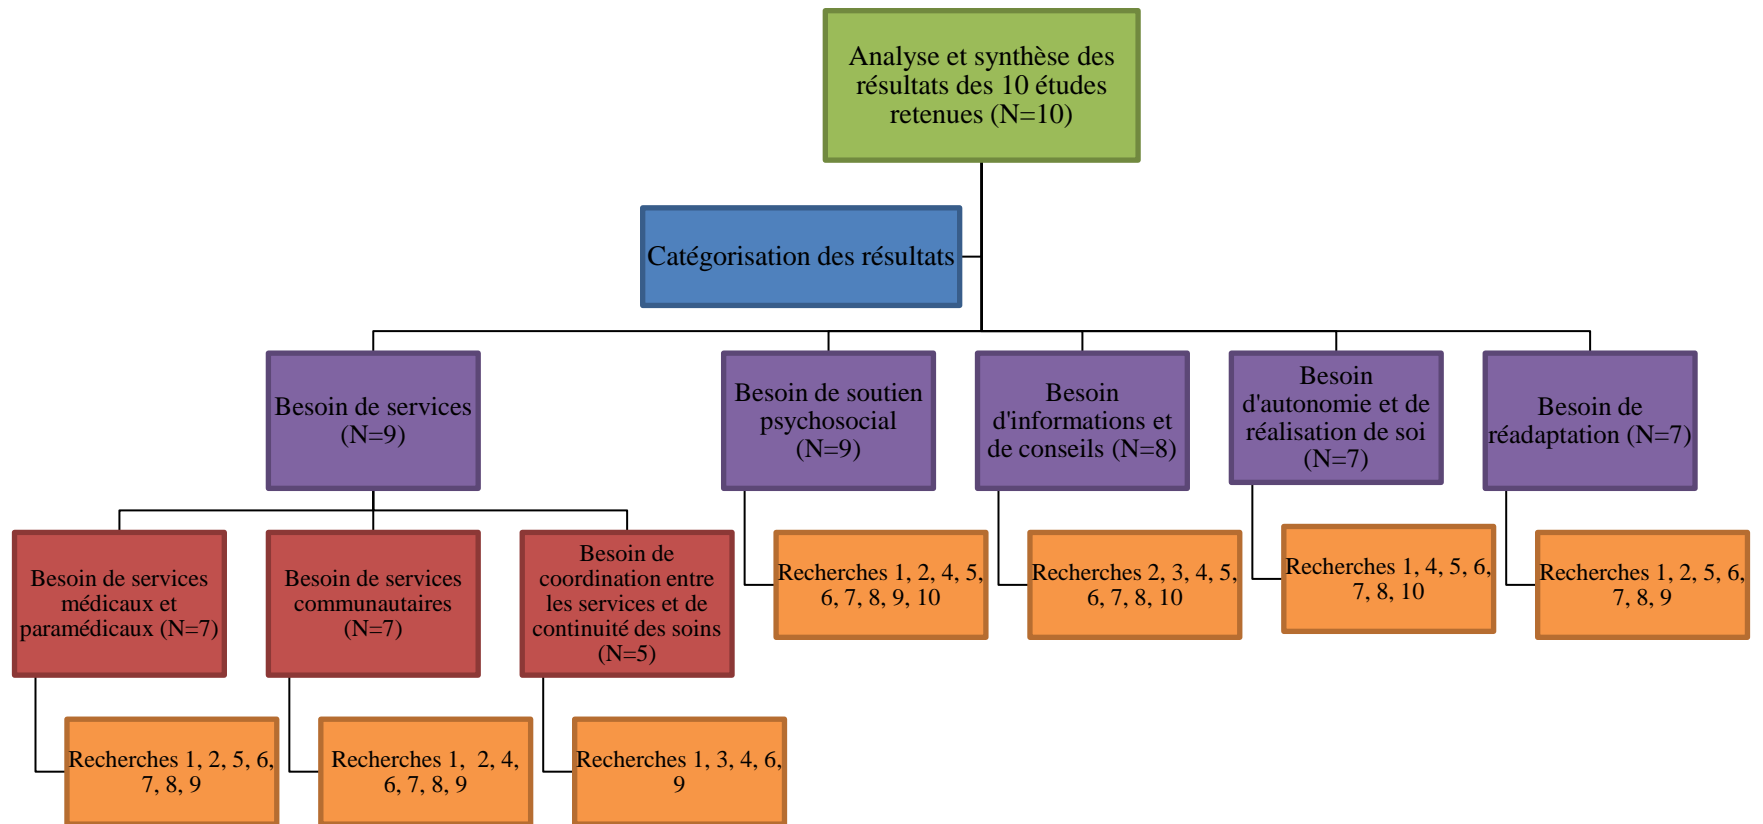 Analyse et synthèse des
résultats des 10 études
retenues (N=10)
Catégorisation des résultats
Besoin de services
(N=9)
Besoin de soutien
psychosocial
(N=9)
Besoin
d'informations et
de conseils (N=8)
Besoin
d'autonomie et de
réalisation de soi
(N=7)
Besoin de
réadaptation (N=7)
Besoin de services
médicaux et
paramédicaux (N=7)
Besoin de services
communautaires
(N=7)
Besoin de
coordination entre
les services et de
continuité des soins
(N=5)
Recherches 1, 2, 4, 5,
6, 7, 8, 9, 10
Recherches 2, 3, 4, 5,
6, 7, 8, 10
Recherches 1, 4, 5, 6,
7, 8, 10
Recherches 1, 2, 5, 6,
7, 8, 9
Recherches 1, 2, 5, 6,
7, 8, 9
Recherches 1,  2, 4,
6, 7, 8, 9
Recherches 1, 3, 4, 6,
9